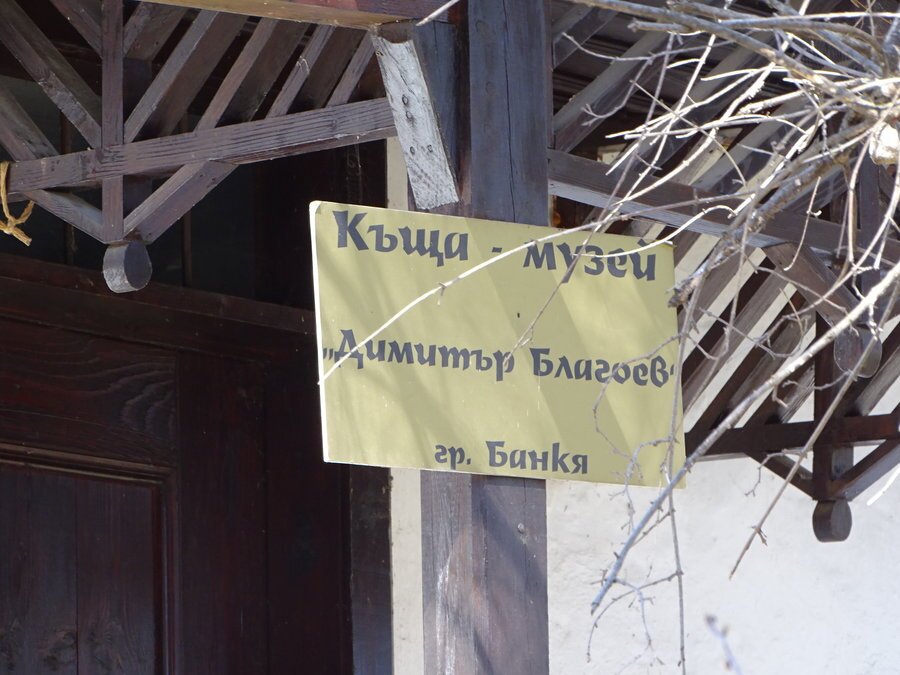 Къща - музей
„Димитър Благоев“
гр. Банкя